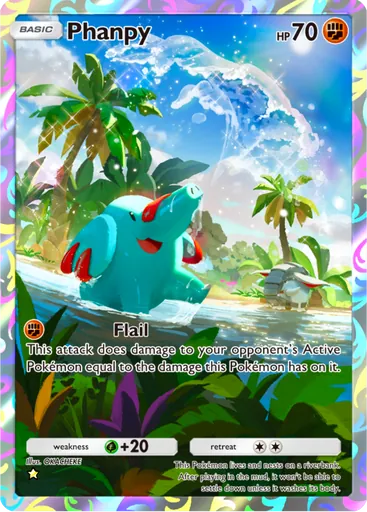 BASIC Phanpy HP 70
Flail
This attack does damage to your opponent's Active
Pokémon equal to the damage this Pokémon has on it.
weakness +20 retreat
Illus. OKACHEKE
This Pokémon lives and nests on a riverbank.
After playing in the mud, it won't be able to
settle down unless it washes its body.